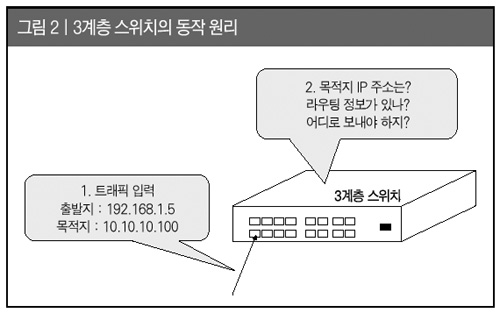 그림 2 | 3계층 스위치의 동작 원리
2. 목적지 IP 주소는?
라우팅 정보가 있나?
어디로 보내야 하지?
1. 트래픽 입력
출발지 : 192.168.1.5
목적지 : 10.10.10.100
3계층 스위치